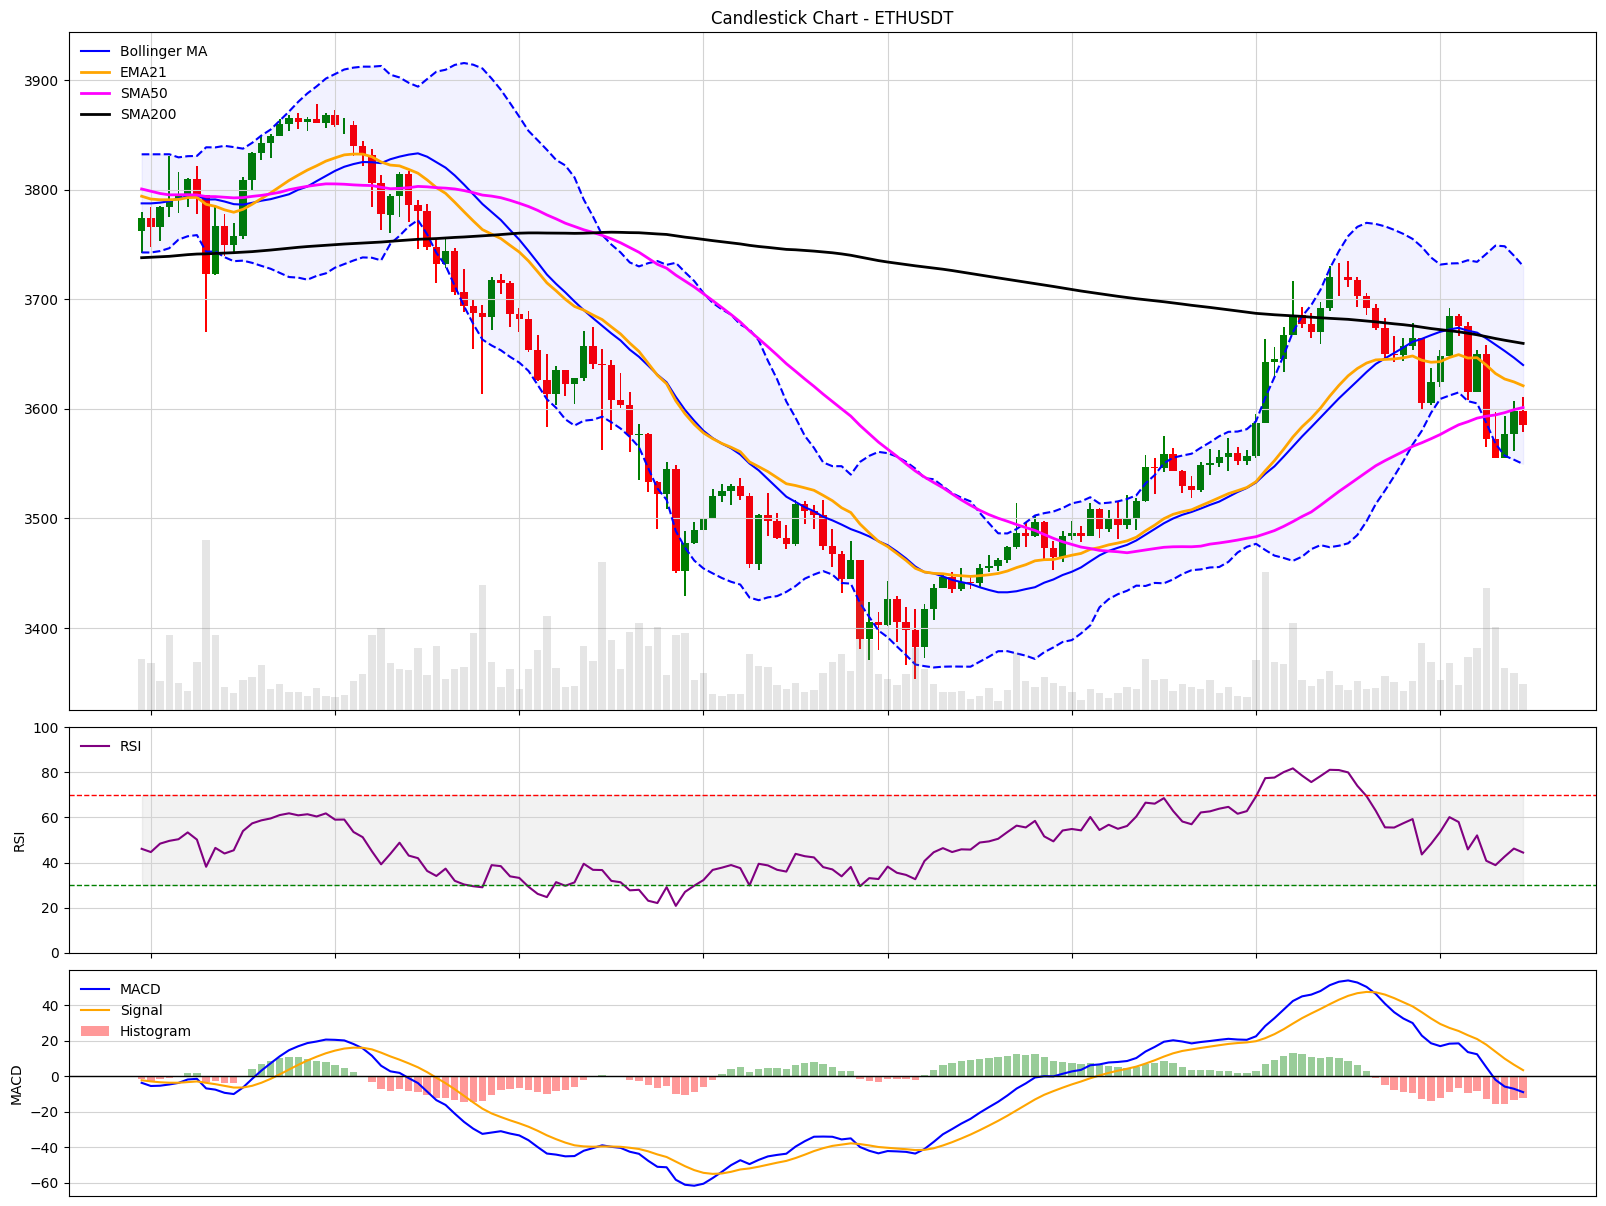 Candlestick Chart - ETHUSDT
Bollinger MA
EMA21
SMA50
SMA200
3900
3800
3700
3600
3500
3400
RSI
100
80
60
40
20
0
RSI
MACD
Signal
Histogram
40
20
0
−20
−40
−60
MACD